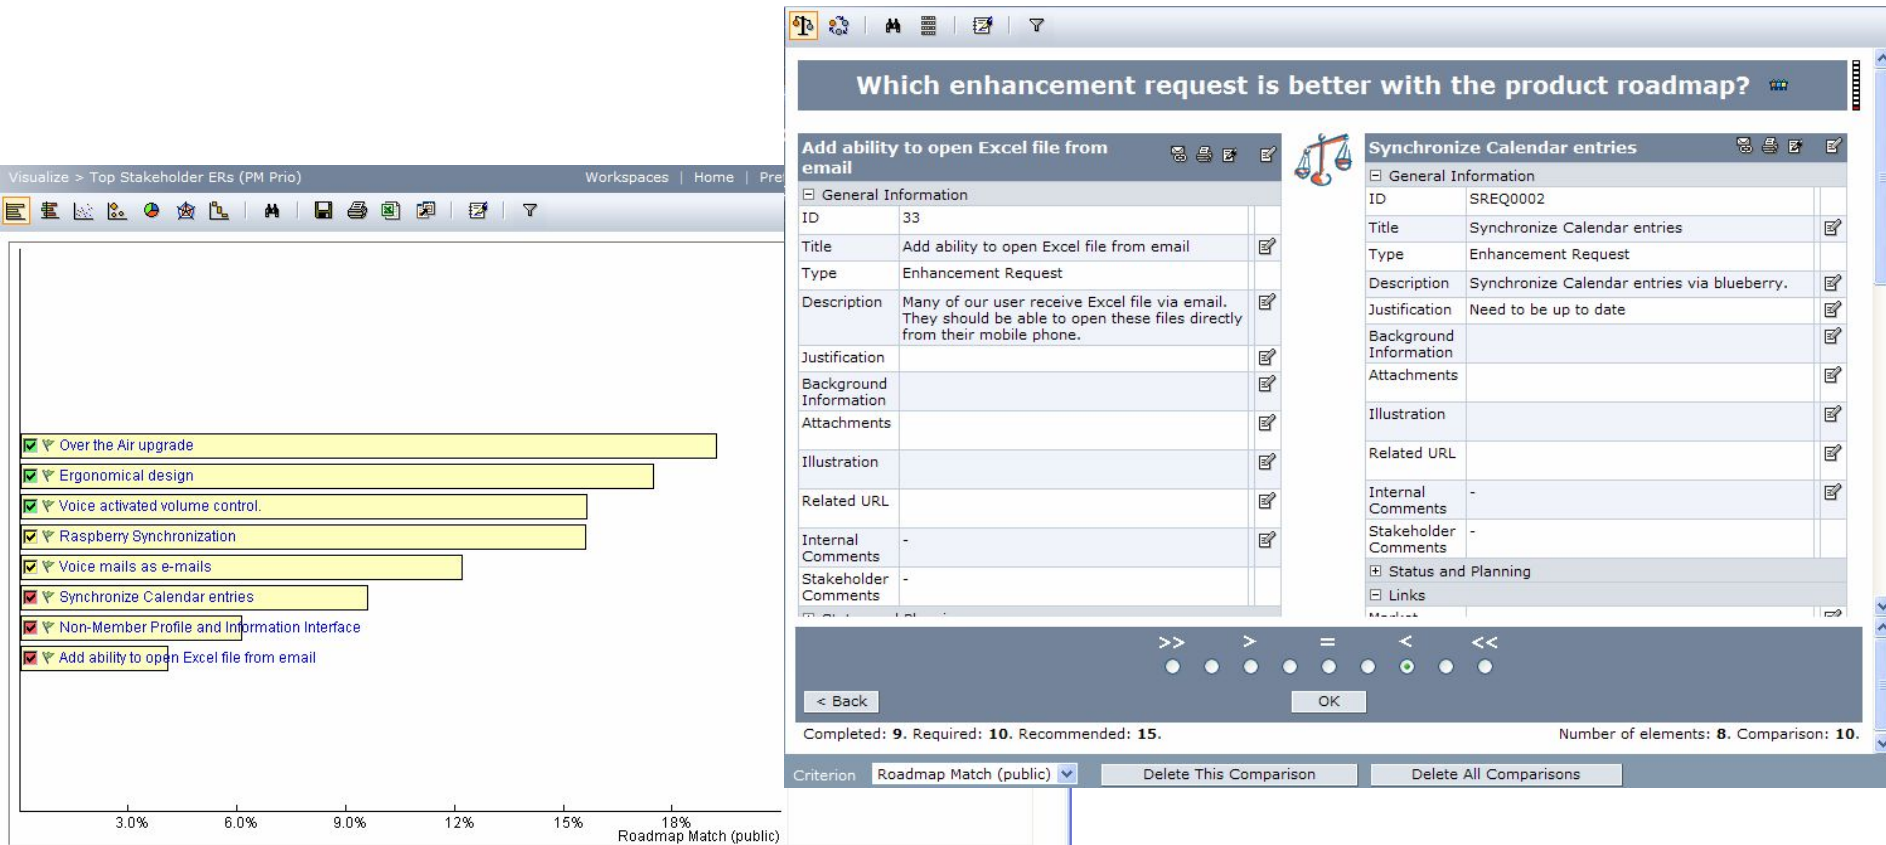 Visualize > Top Stakeholder ERs (PM Prio) Workspaces | Home |
Over the Air upgrade
Ergonomical design
Voice activated volume control.
Raspberry Synchronization
Voice mails as e-mails
Synchronize Calendar entries
Non-Member Profile and Information Interface
Add ability to open Excel file from email
3.0% 6.0% 9.0% 12% 15% 18%
Roadmap Match (public)
Which enhancement request is better with the product roadmap?
Add ability to open Excel file from
email
General Information
ID 33
Title Add ability to open Excel file from email
Type Enhancement Request
Description Many of our user receive Excel file via email.
They should be able to open these files directly
from their mobile phone.
Justification
Background
Information
Attachments
Illustration
Related URL
Internal -
Comments
Stakeholder -
Comments
Synchronize Calendar entries
General Information
ID SREQ0002
Title Synchronize Calendar entries
Type Enhancement Request
Description Synchronize Calendar entries via blueberry.
Justification Need to be up to date
Background
Information
Attachments
Illustration
Related URL
Internal -
Comments
Stakeholder -
Comments
Status and Planning
Links
>> > = < <<
< Back OK
Completed: 9. Required: 10. Recommended: 15. Number of elements: 8. Comparison: 10.
Criterion Roadmap Match (public) Delete This Comparison Delete All Comparisons